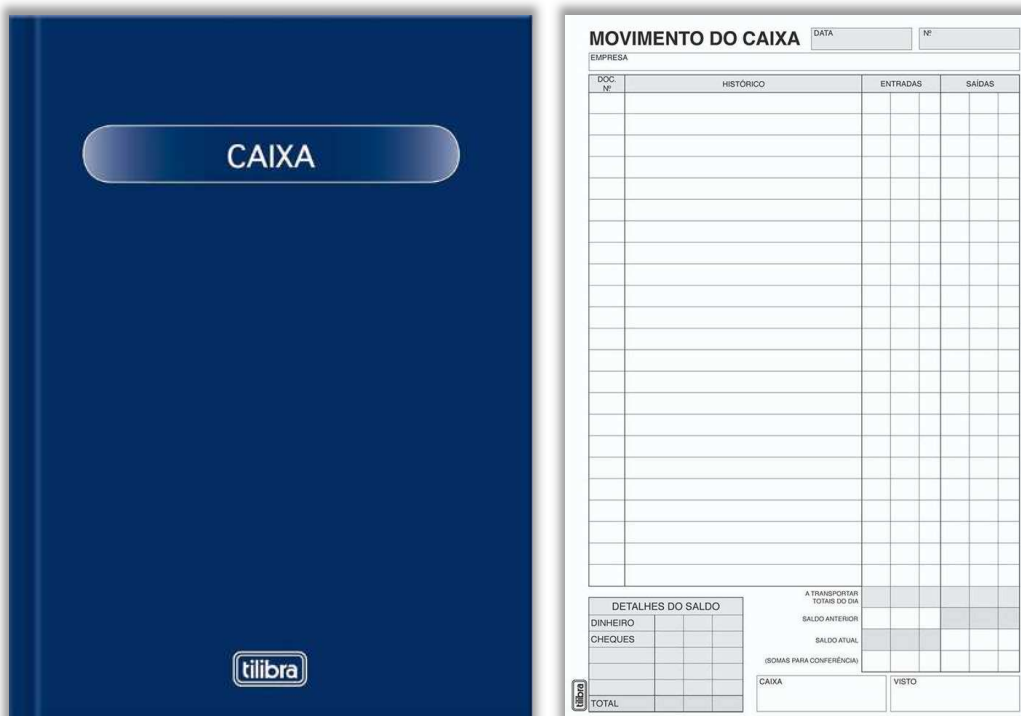 CAIXA
tilibra
MOVIMENTO DO CAIXA
DATA
Nº
EMPRESA
DOC.
Nº
HISTÓRICO
ENTRADAS
SAÍDAS
A TRANSPORTAR
TOTAIS DO DIA
SALDO ANTERIOR
SALDO ATUAL
(SOMAS PARA CONFERÊNCIA)
DETALHES DO SALDO
DINHEIRO
CHEQUES
TOTAL
CAIXA
VISTO
tilibra